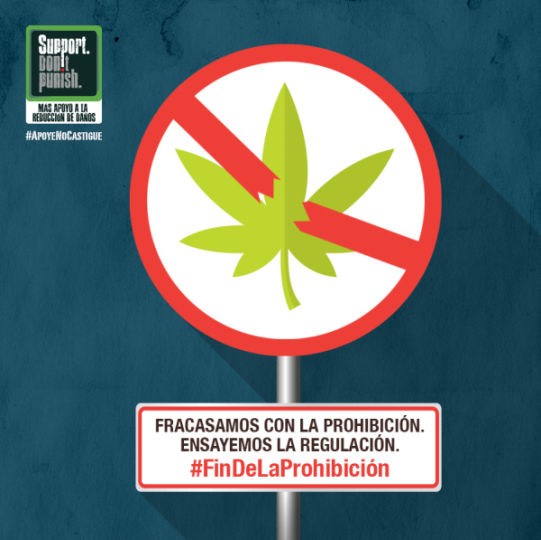 Support.
Don't
punish.
MAS APOYO A LA
REDUCCION DE DAÑOS
#APOYENOCASTIGUE
FRACASAMOS CON LA PROHIBICIÓN.
ENSAYEMOS LA REGULACIÓN.
#FinDeLaProhibición